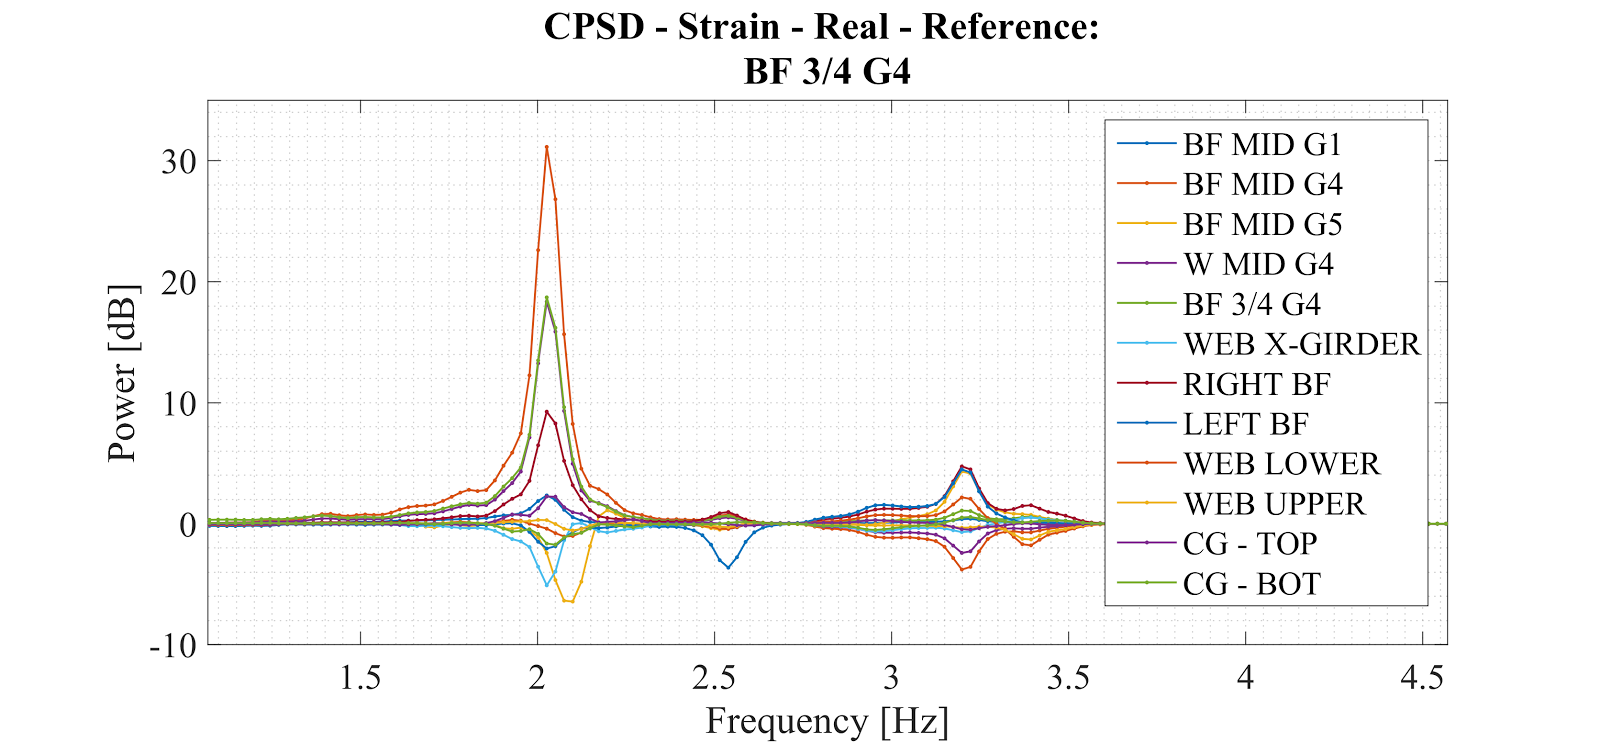 CPSD - Strain - Real - Reference:
BF 3/4 G4
Power [dB]
30
20
10
0
-10
1.5
2
2.5
3
3.5
4
4.5
Frequency [Hz]
BF MID G1
BF MID G4
BF MID G5
W MID G4
BF 3/4 G4
WEB X-GIRDER
RIGHT BF
LEFT BF
WEB LOWER
WEB UPPER
CG - TOP
CG - BOT